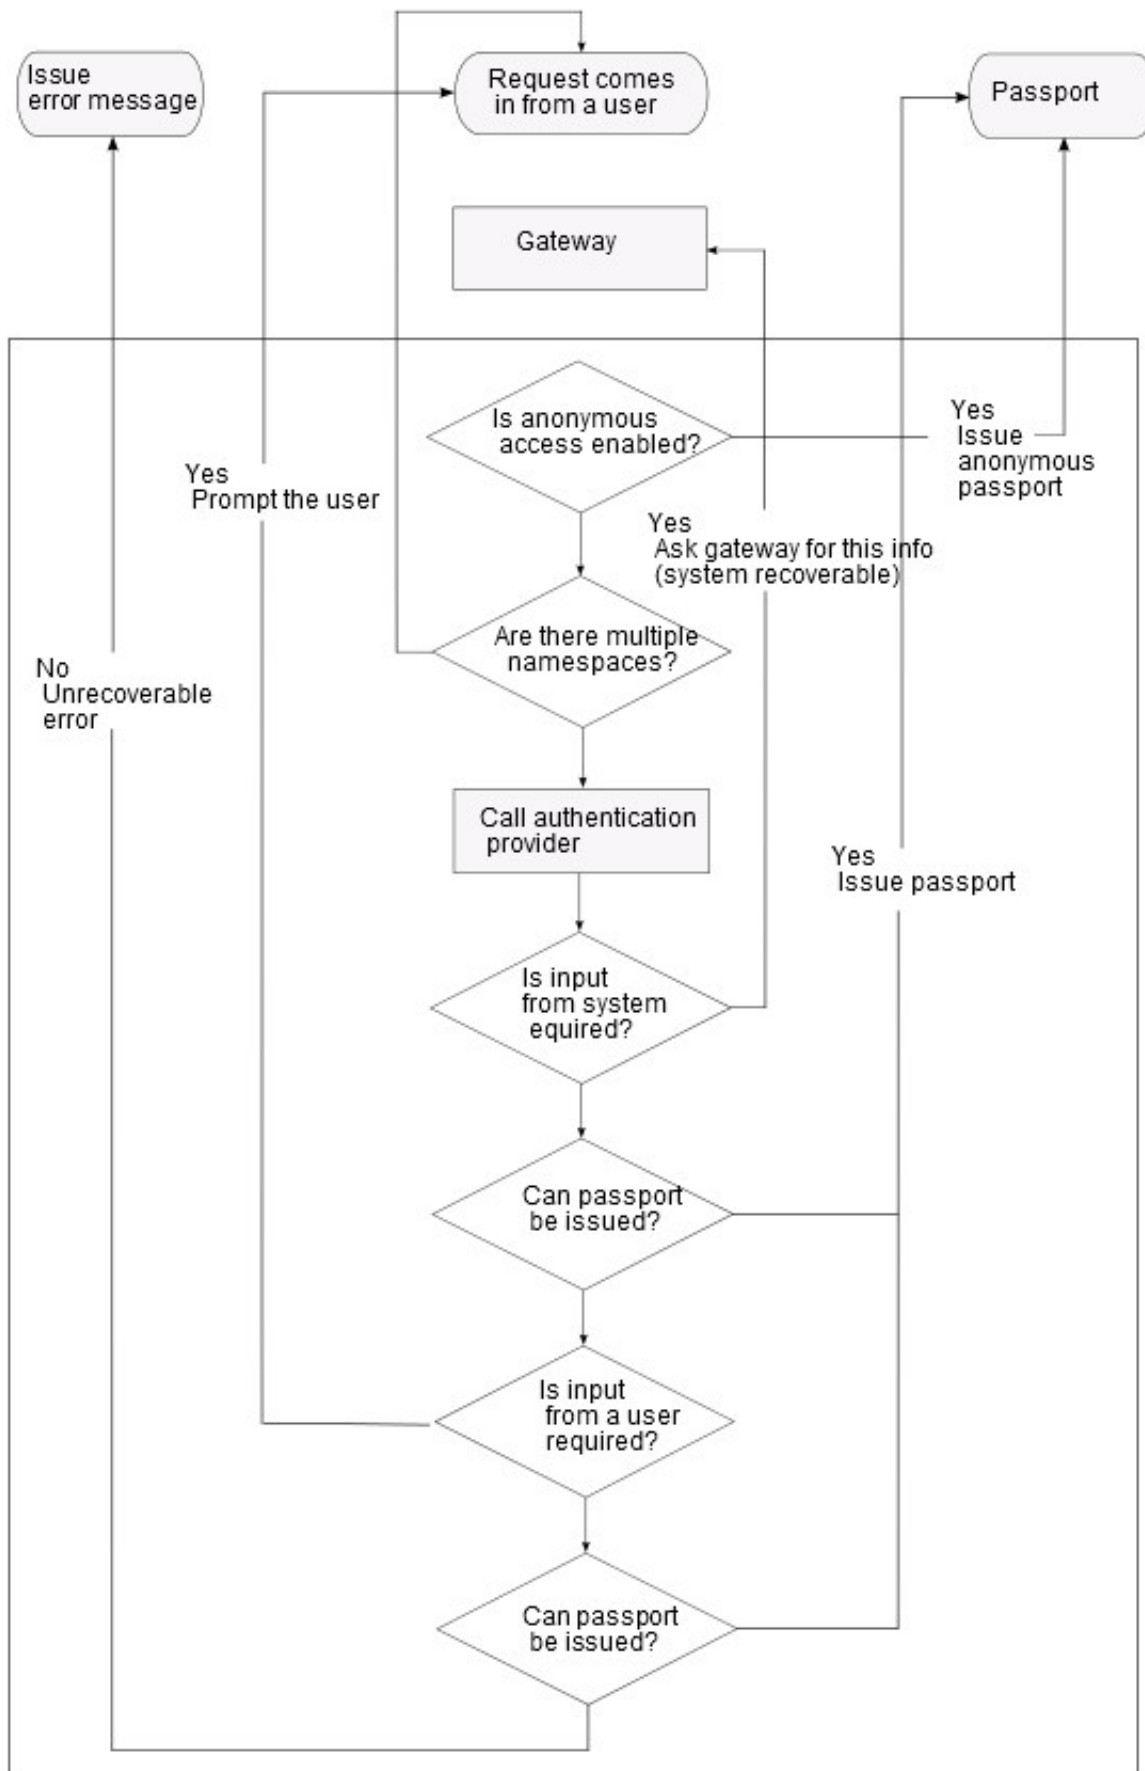 Issue
error message
Request comes
in from a user
Passport
Gateway
Is anonymous
access enabled?
Yes
Issue
anonymous
passport
Yes
Prompt the user
Yes
Ask gateway for this info
(system recoverable)
Are there multiple
namespaces?
No
Unrecoverable
error
Call authentication
provider
Yes
Issue passport
Is input
from system
equired?
Can passport
be issued?
Is input
from a user
required?
Can passport
be issued?